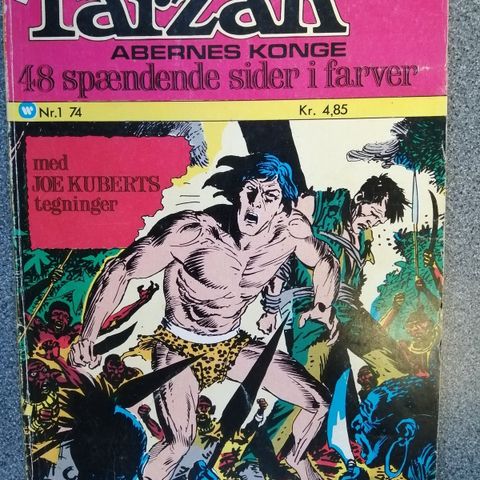 Tarzan
ABERNES KONGE
48 spændende sider i farver
W Nr.1 74 Kr. 4,85
med
JOE KUBERTS
tegninger